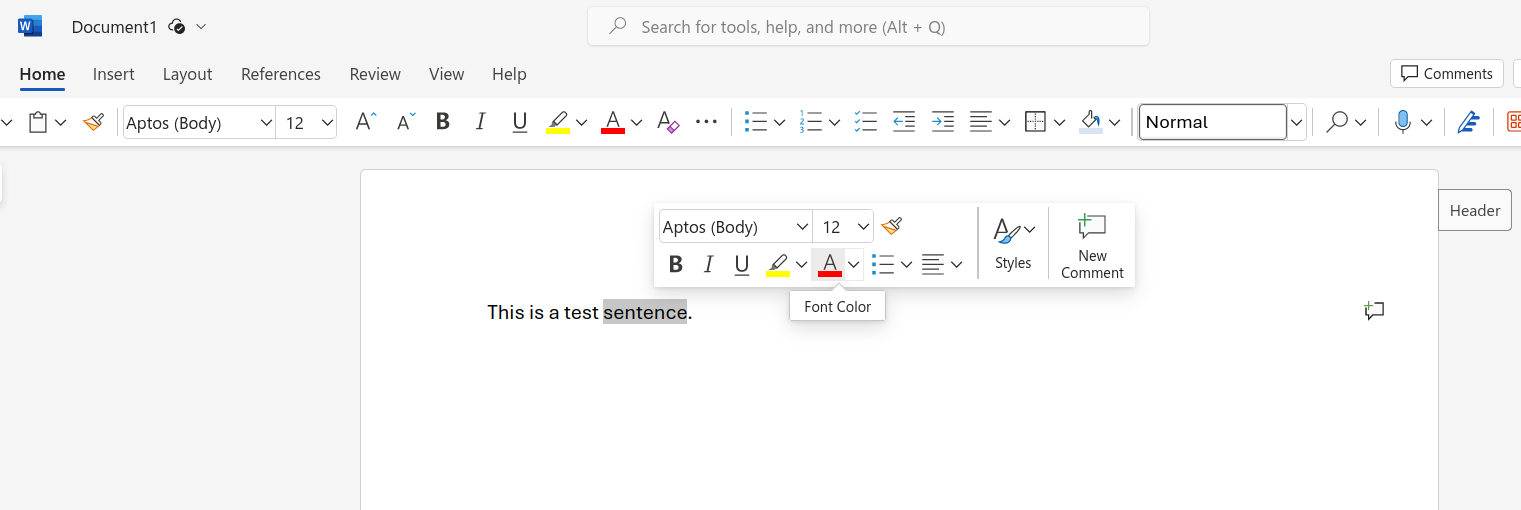 W Document1
Search for tools, help, and more (Alt + Q)
Home Insert Layout References Review View Help
Comments
Aptos (Body) 12 A A B I U A A Normal
Header
Aptos (Body) 12
B I U A
Styles
New
Comment
Font Color
This is a test sentence.